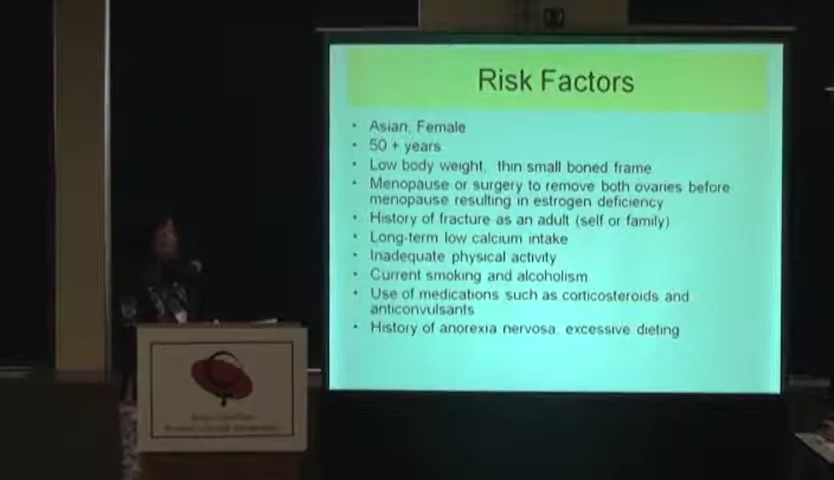 Risk Factors
• Asian, Female
• 50 + years
• Low body weight, thin small boned frame
• Menopause or surgery to remove both ovaries before
menopause resulting in estrogen deficiency
• History of fracture as an adult (self or family)
• Long-term low calcium intake
• Inadequate physical activity
• Current smoking and alcoholism
• Use of medications such as corticosteroids and
anticonvulsants
• History of anorexia nervosa, excessive dieting